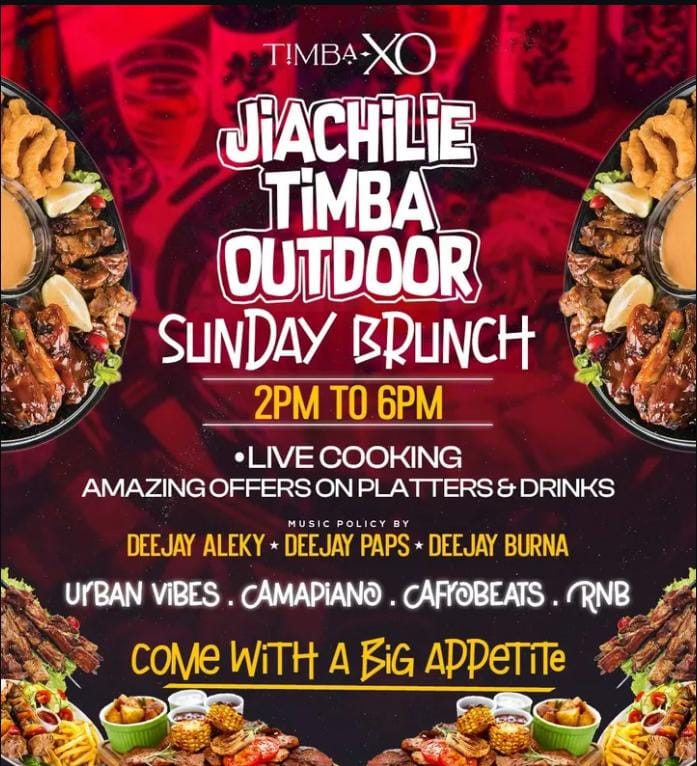 TIMBA XO
JiACHiLiE
TiMBA
OUTDOOR
SUNDAY BRUNCH
2PM TO 6PM
•LIVE COOKING
AMAZING OFFERS ON PLATTERS & DRINKS
MUSIC POLICY BY
DEEJAY ALEKY ★ DEEJAY PAPS ★ DEEJAY BURNA
UrBAN ViBES . AMAPIANO . AFrOBEATS . RNB
COMe WiTH A BiG APPeTiTe